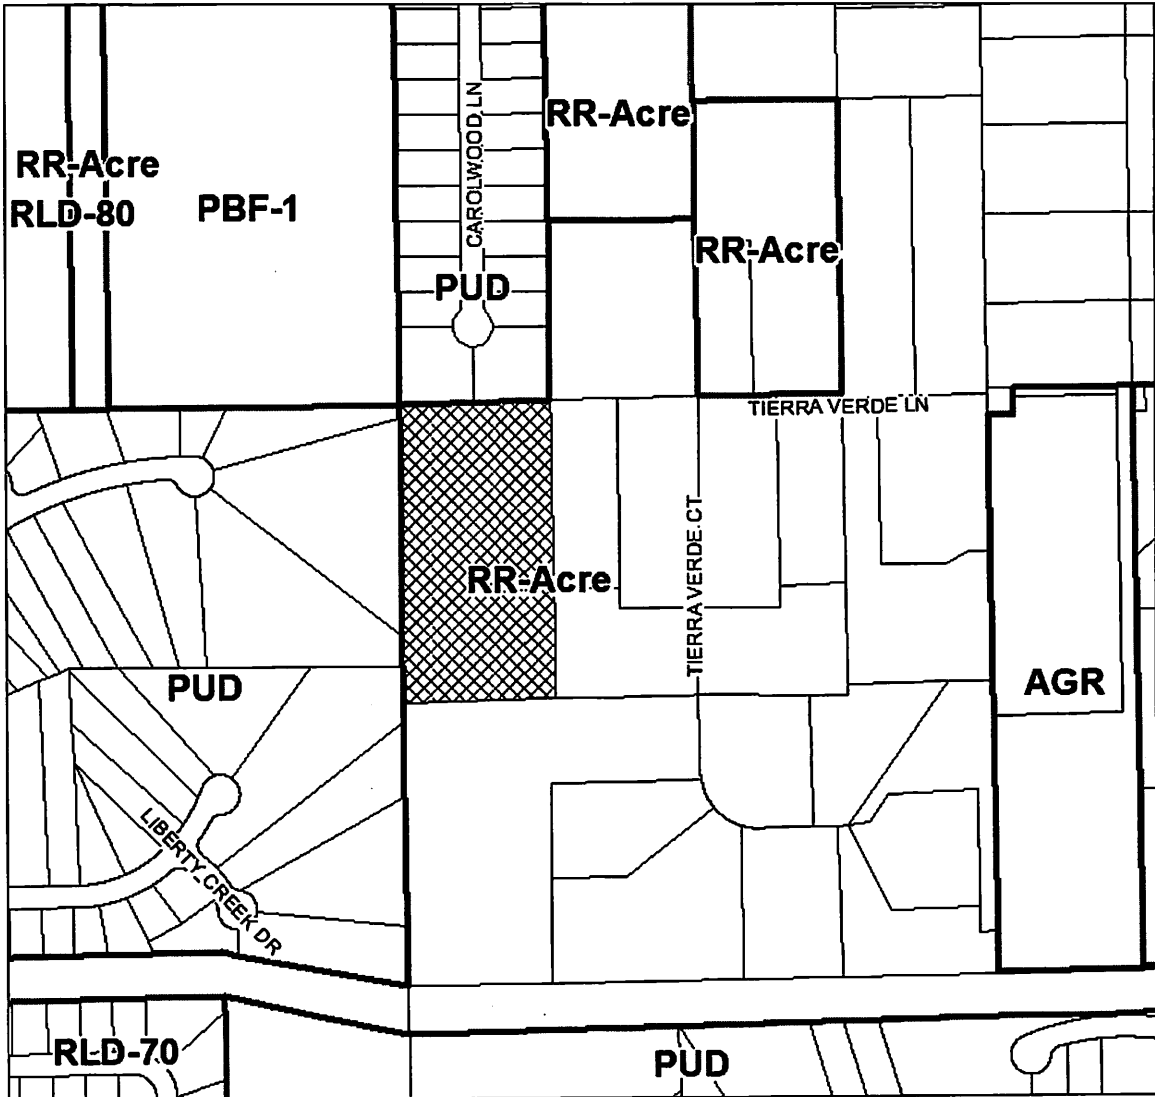 CAROLWOOD LN
RR-Acre
RR-Acre
RLD-80
PBF-1
RR-Acre
PUD
TIERRA VERDE LN
TIERRA VERDE CT
RR-Acre
PUD
AGR
LIBERTY CREEK DR
RLD-70
PUD